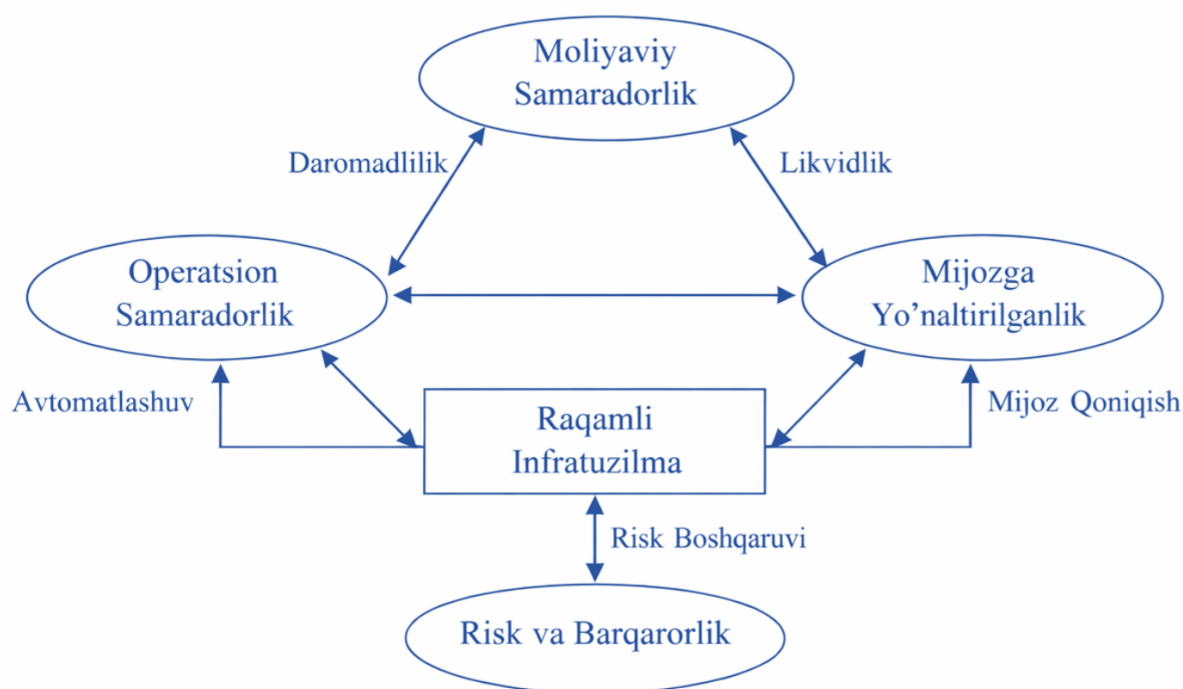 Moliyaviy
Samaradorlik
Daromadlilik
Likvidlik
Operatsion
Samaradorlik
Mijozga
Yo’naltirilganlik
Avtomatlashuv
Raqamli
Infratuzilma
Mijoz Qoniqish
Risk Boshqaruvi
Risk va Barqarorlik